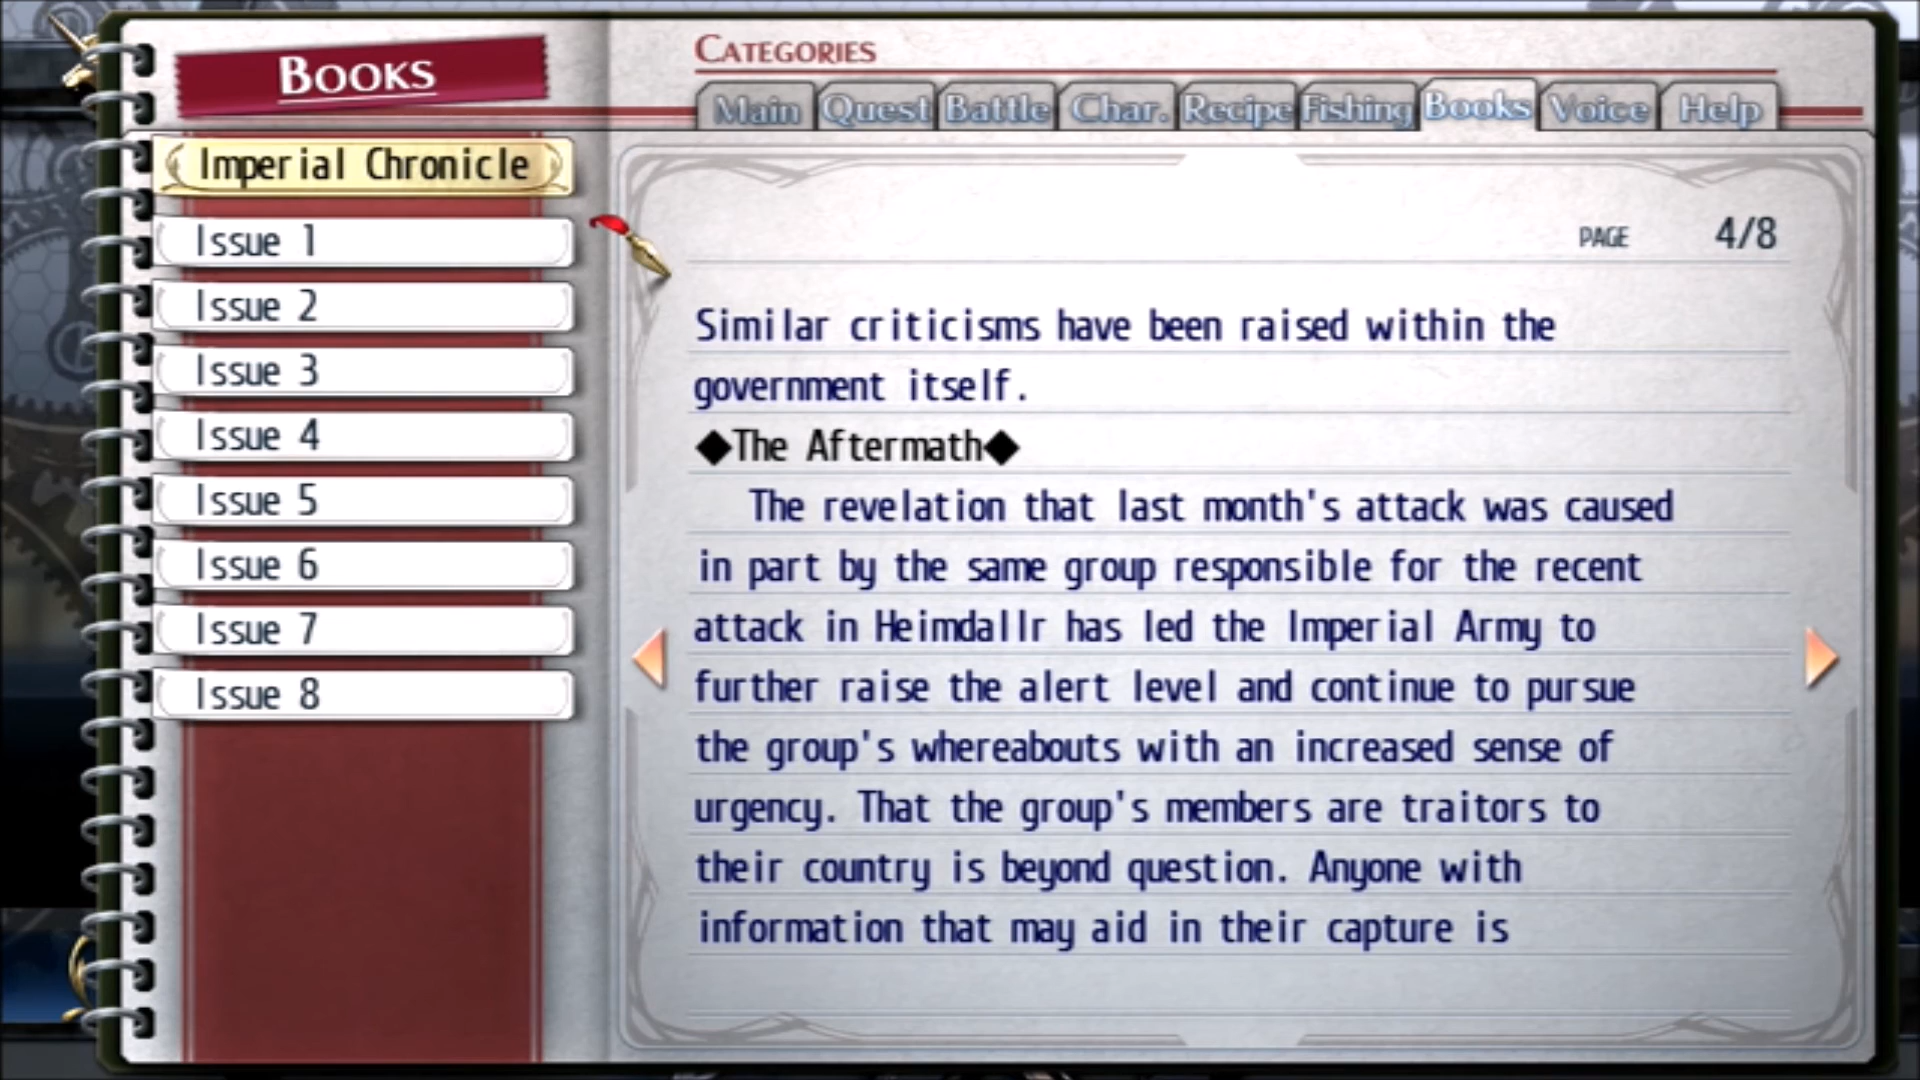 BOOKS
CATEGORIES
Main Quest Battle Char. Recipe Fishing Books Voice Help
Imperial Chronicle
Issue 1
Issue 2
Issue 3
Issue 4
Issue 5
Issue 6
Issue 7
Issue 8
PAGE 4/8
Similar criticisms have been raised within the
government itself.
◆The Aftermath◆
The revelation that last month's attack was caused
in part by the same group responsible for the recent
attack in Heimdallr has led the Imperial Army to
further raise the alert level and continue to pursue
the group's whereabouts with an increased sense of
urgency. That the group's members are traitors to
their country is beyond question. Anyone with
information that may aid in their capture is